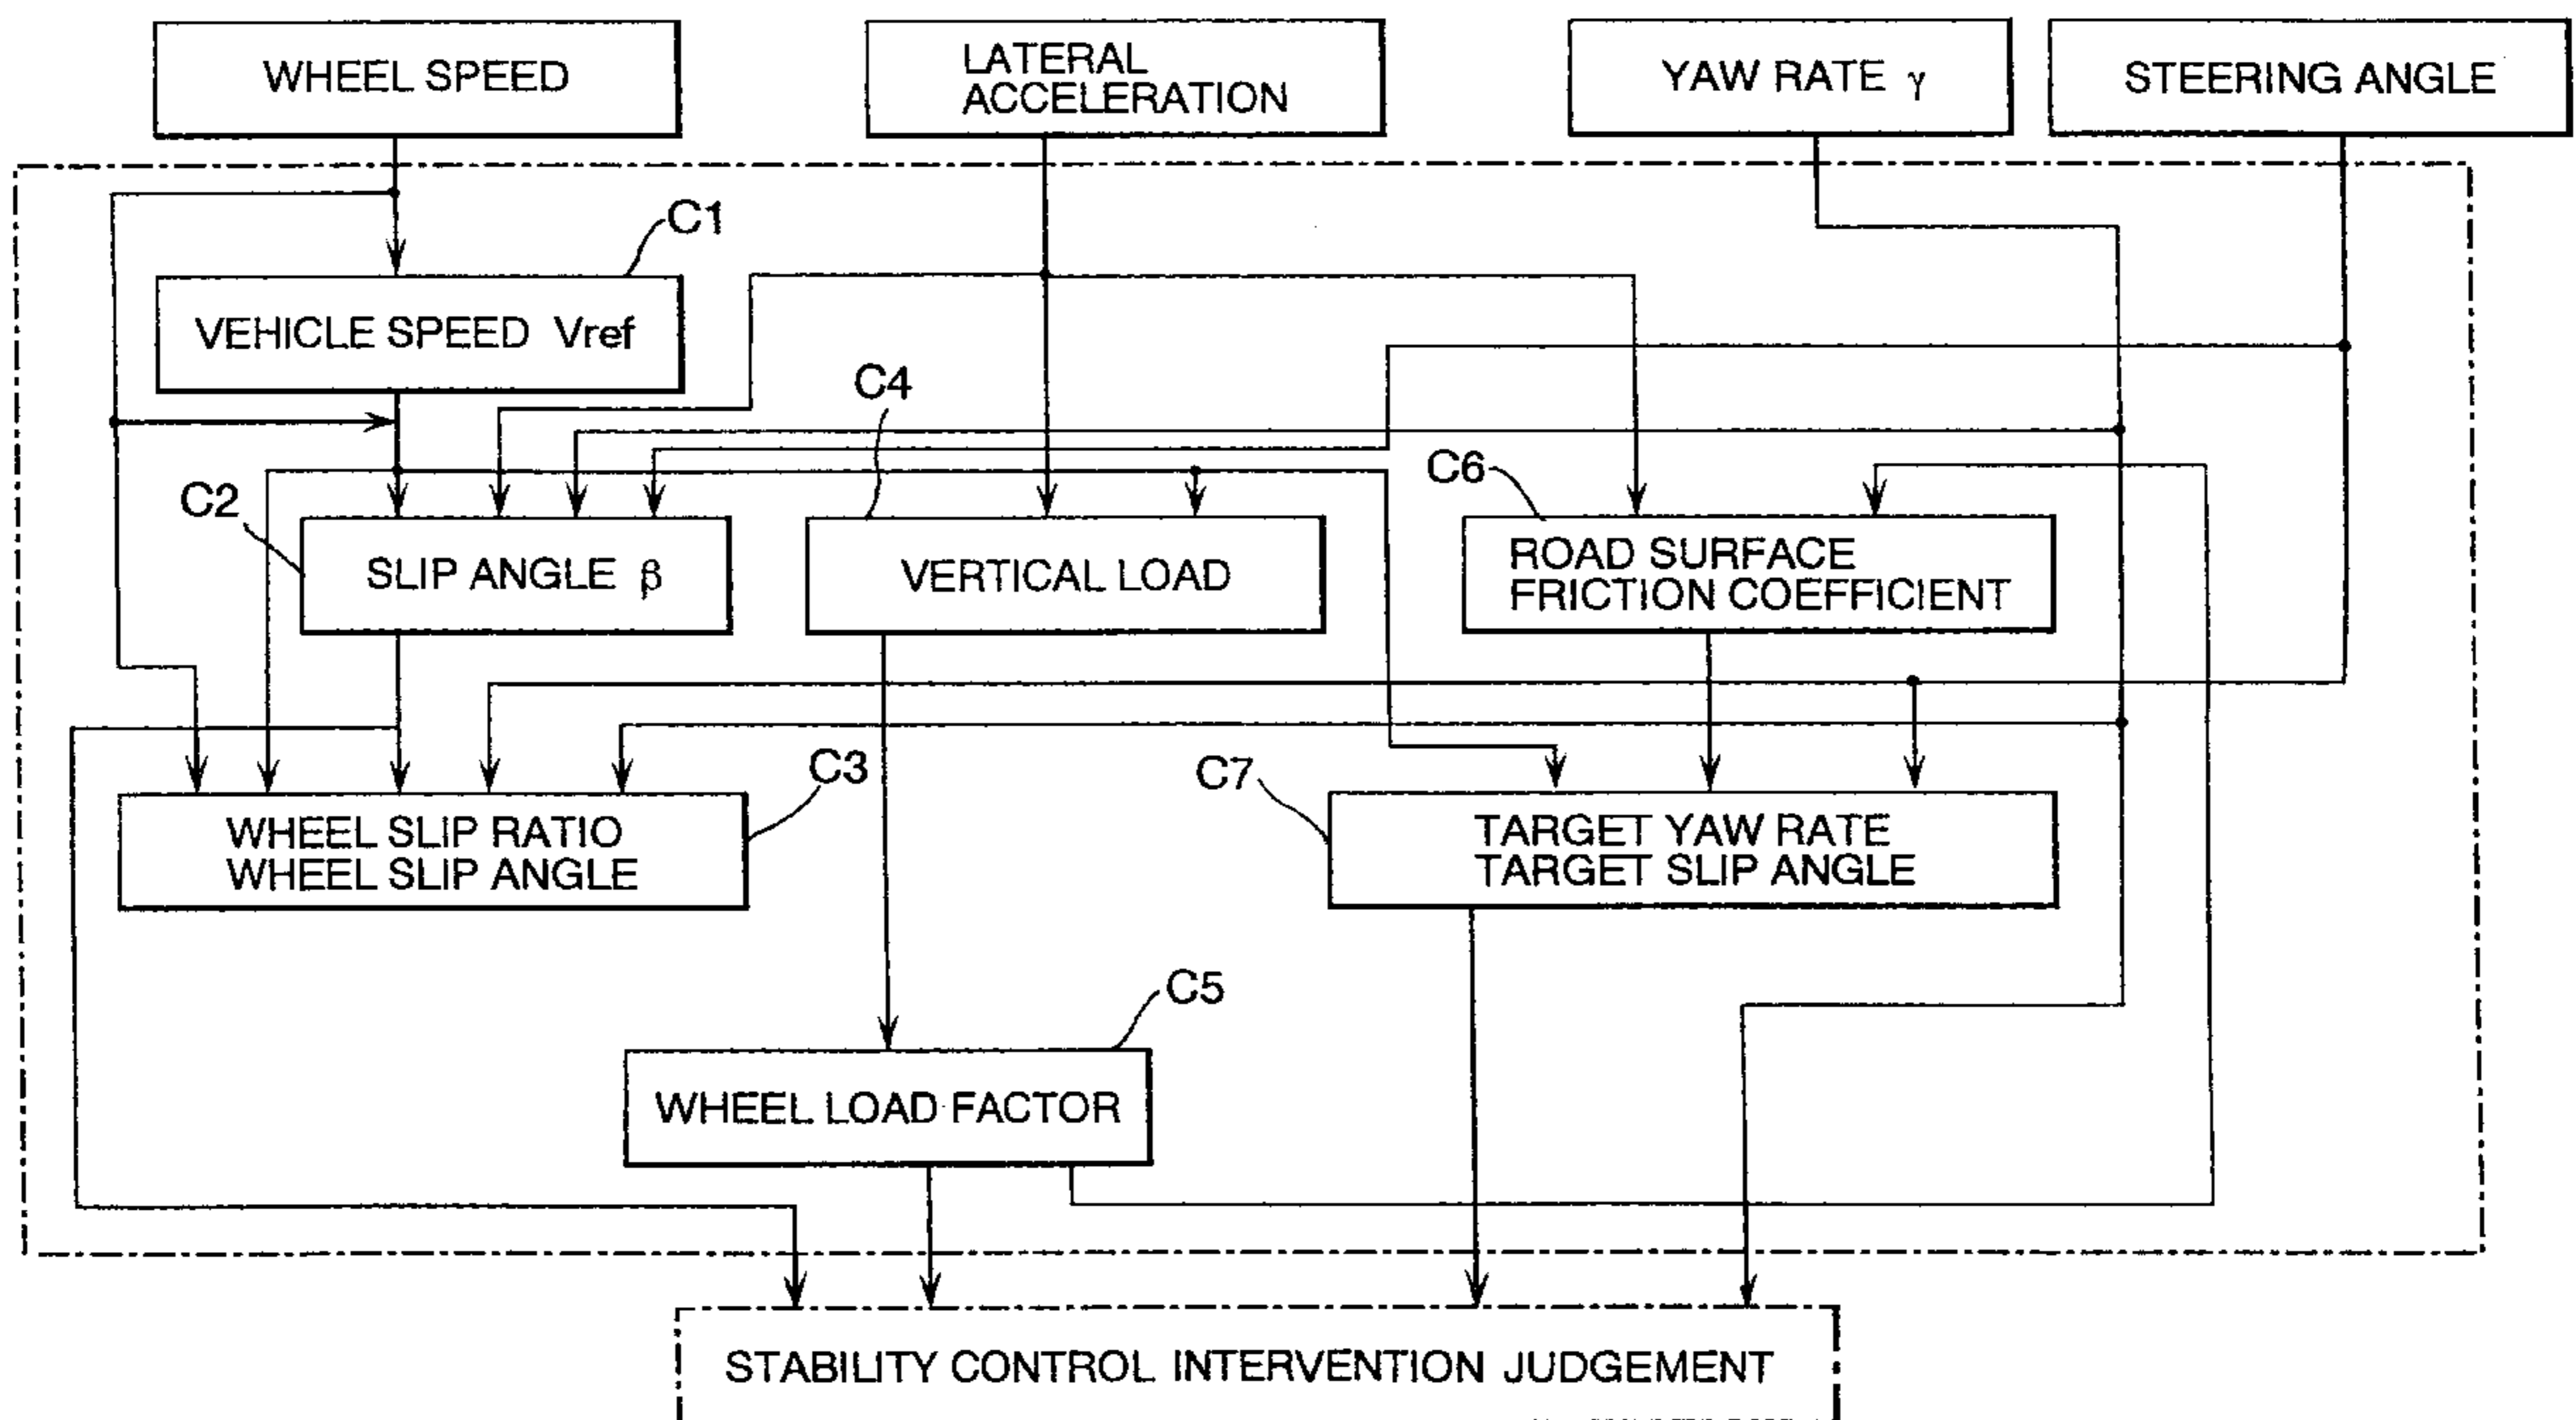 WHEEL SPEED
LATERAL
ACCELERATION
YAW RATE γ
STEERING ANGLE
C1
VEHICLE SPEED Vref
C4
C6
C2
SLIP ANGLE β
VERTICAL LOAD
ROAD SURFACE
FRICTION COEFFICIENT
C3
C7
WHEEL SLIP RATIO
WHEEL SLIP ANGLE
TARGET YAW RATE
TARGET SLIP ANGLE
C5
WHEEL LOAD FACTOR
STABILITY CONTROL INTERVENTION JUDGEMENT